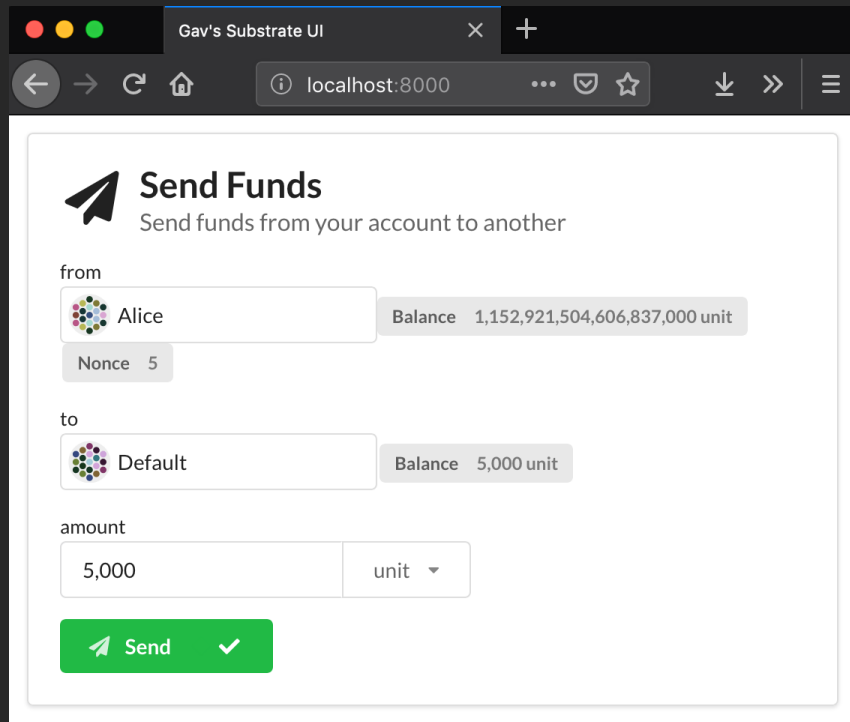 Gav's Substrate UI
localhost:8000
Send Funds
Send funds from your account to another
from
Alice Balance 1,152,921,504,606,837,000 unit
Nonce 5
to
Default Balance 5,000 unit
amount
5,000 unit
Send